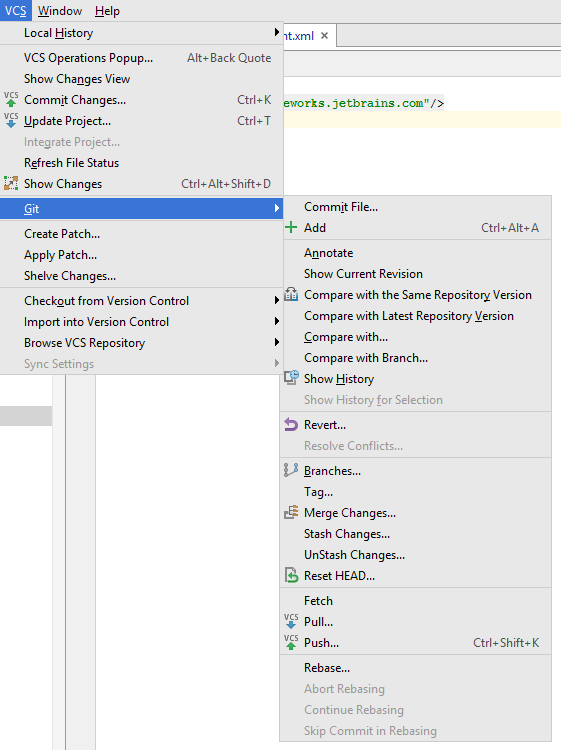 VCS Window Help
Local History
nt.xml
VCS Operations Popup... Alt+Back Quote
Show Changes View
VCS Commit Changes... Ctrl+K
eworks.jetbrains.com"/>
VCS Update Project... Ctrl+T
Integrate Project...
Refresh File Status
Show Changes Ctrl+Alt+Shift+D
Git
Create Patch...
Apply Patch...
Shelve Changes...
Checkout from Version Control
Import into Version Control
Browse VCS Repository
Sync Settings
Commit File...
Add Ctrl+Alt+A
Annotate
Show Current Revision
Compare with the Same Repository Version
Compare with Latest Repository Version
Compare with...
Compare with Branch...
Show History
Show History for Selection
Revert...
Resolve Conflicts...
Branches...
Tag...
Merge Changes...
Stash Changes...
UnStash Changes...
Reset HEAD...
Fetch
VCS Pull...
VCS Push... Ctrl+Shift+K
Rebase...
Abort Rebasing
Continue Rebasing
Skip Commit in Rebasing